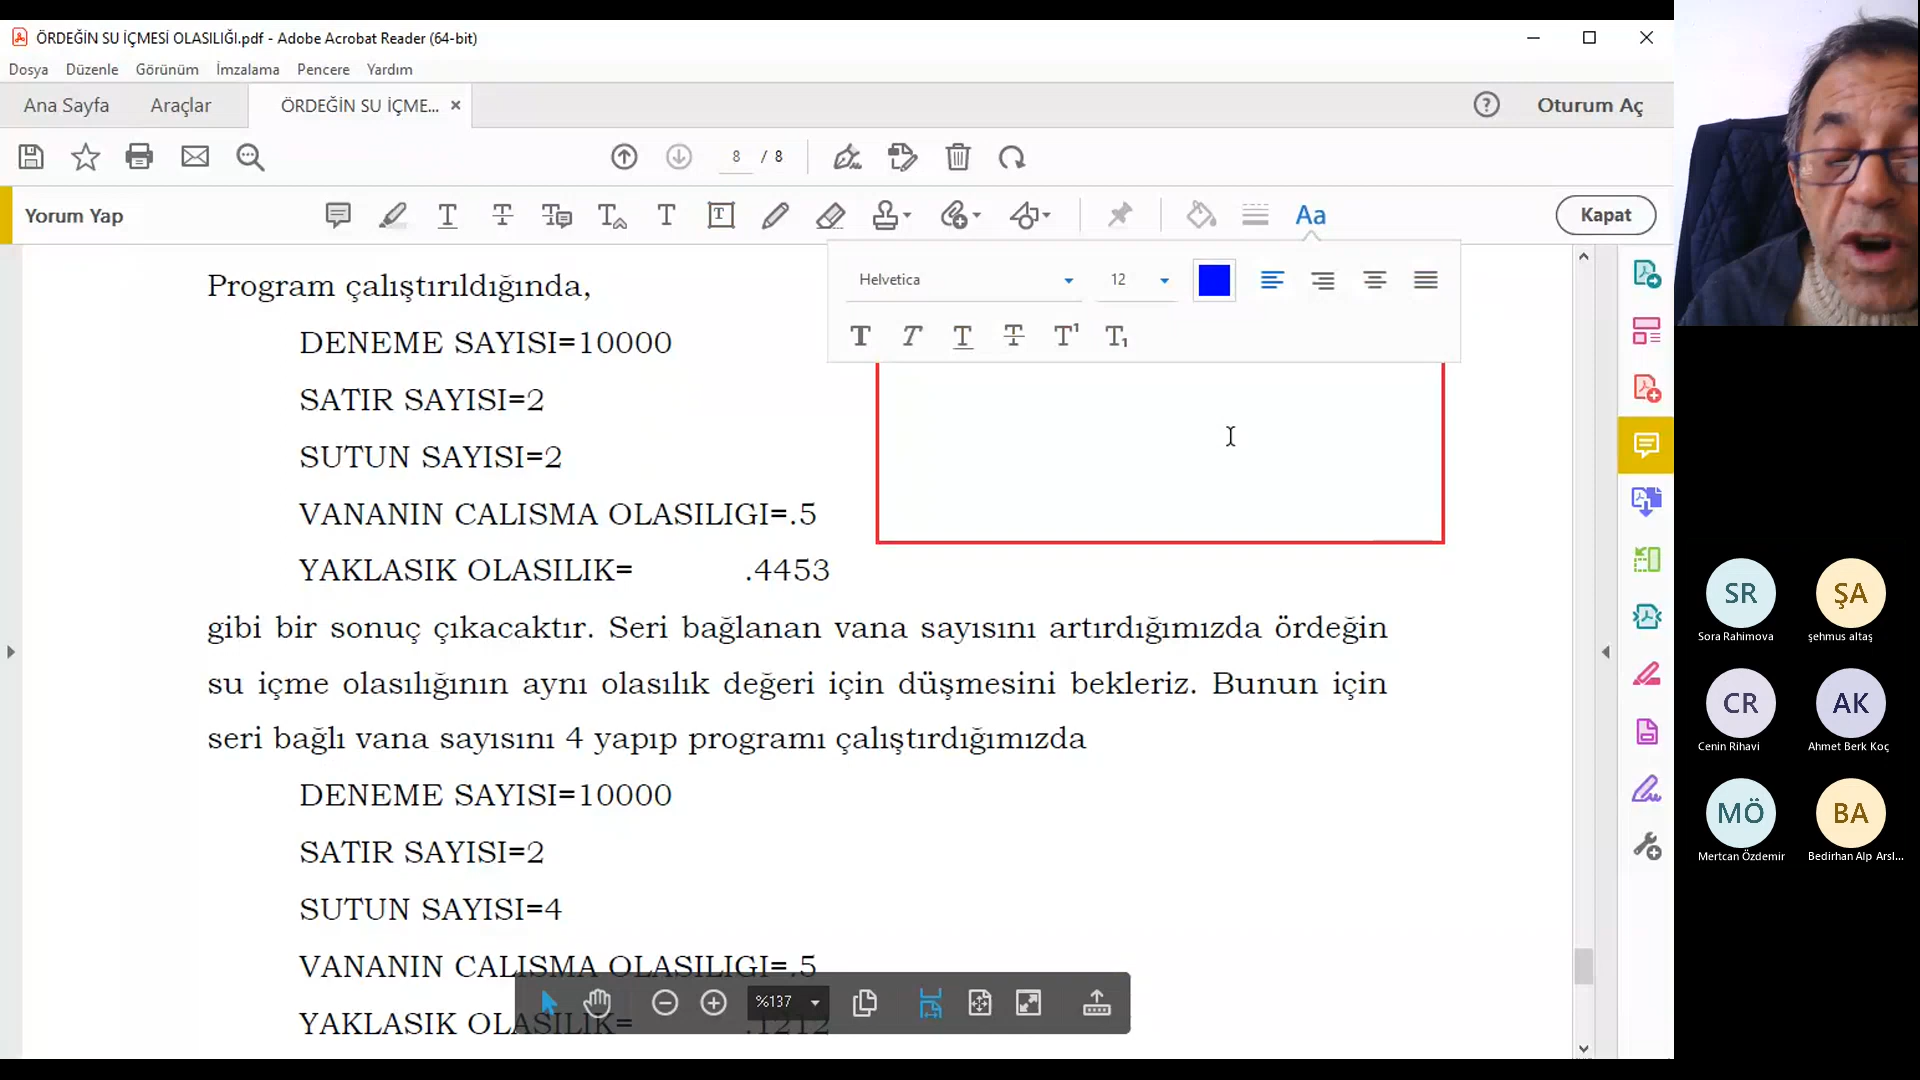 ÖRDEĞİN SU İÇMESİ OLASILIĞI.pdf - Adobe Acrobat Reader (64-bit)
Dosya Düzenle Görünüm İmzalama Pencere Yardım
Ana Sayfa Araçlar ÖRDEĞİN SU İÇME... × Oturum Aç
8 / 8
Yorum Yap Aa Kapat
Helvetica 12
Program çalıştırıldığında,
DENEME SAYISI=10000
SATIR SAYISI=2
SUTUN SAYISI=2
VANANIN CALISMA OLASILIGI=.5
YAKLASIK OLASILIK= .4453
gibi bir sonuç çıkacaktır. Seri bağlanan vana sayısını artırdığımızda ördeğin
su içme olasılığının aynı olasılık değeri için düşmesini bekleriz. Bunun için
seri bağlı vana sayısını 4 yapıp programı çalıştırdığımızda
DENEME SAYISI=10000
SATIR SAYISI=2
SUTUN SAYISI=4
VANANIN CALISMA OLASILIGI=.5
YAKLASIK OLASILIK= .1212
%137
SR ŞA
Sora Rahimova şehmus altaş
CR AK
Cenin Rihavi Ahmet Berk Koç
MÖ BA
Mertcan Özdemir Bedirhan Alp Arsl...